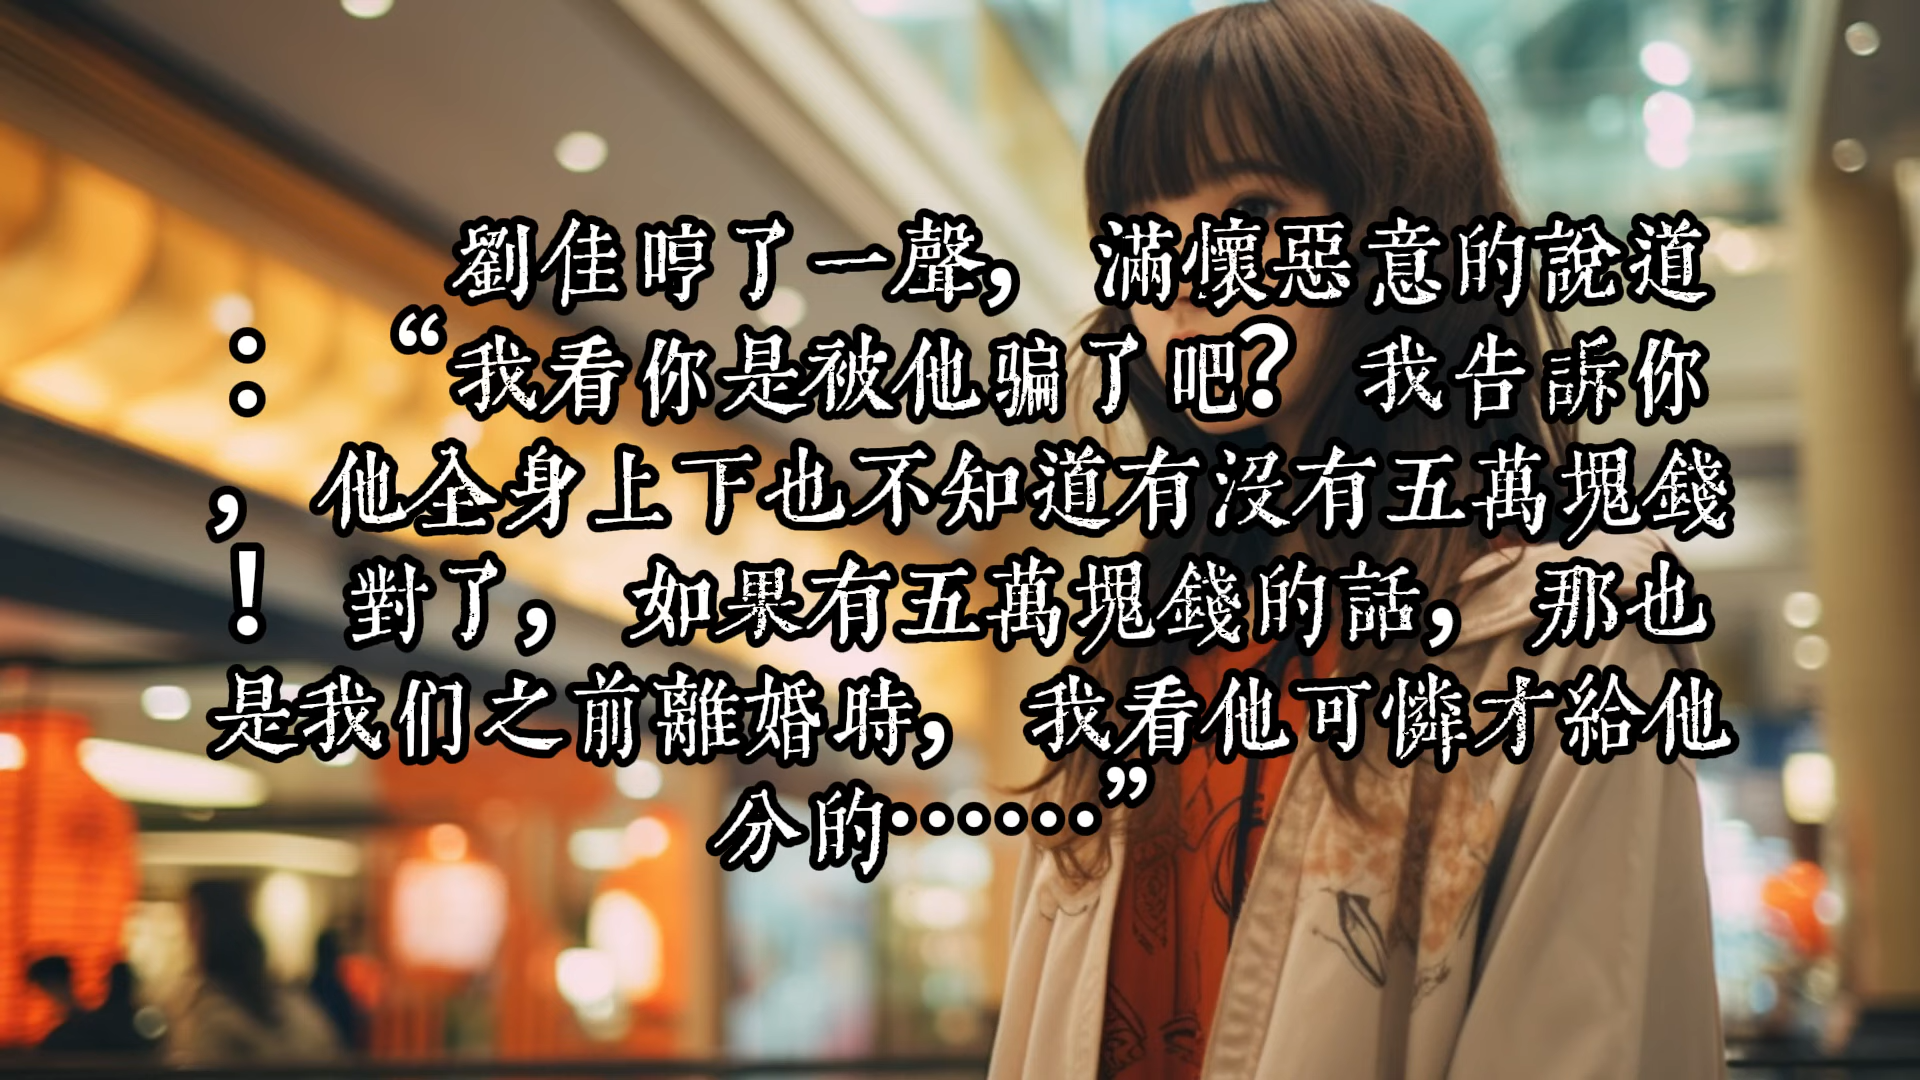 劉佳哼了一聲，滿懷惡意的說道
：“我看你是被他骗了吧？我告訴你
，他全身上下也不知道有沒有五萬塊錢
！對了，如果有五萬塊錢的話，那也
是我们之前離婚時，我看他可憐才給他
分的……”